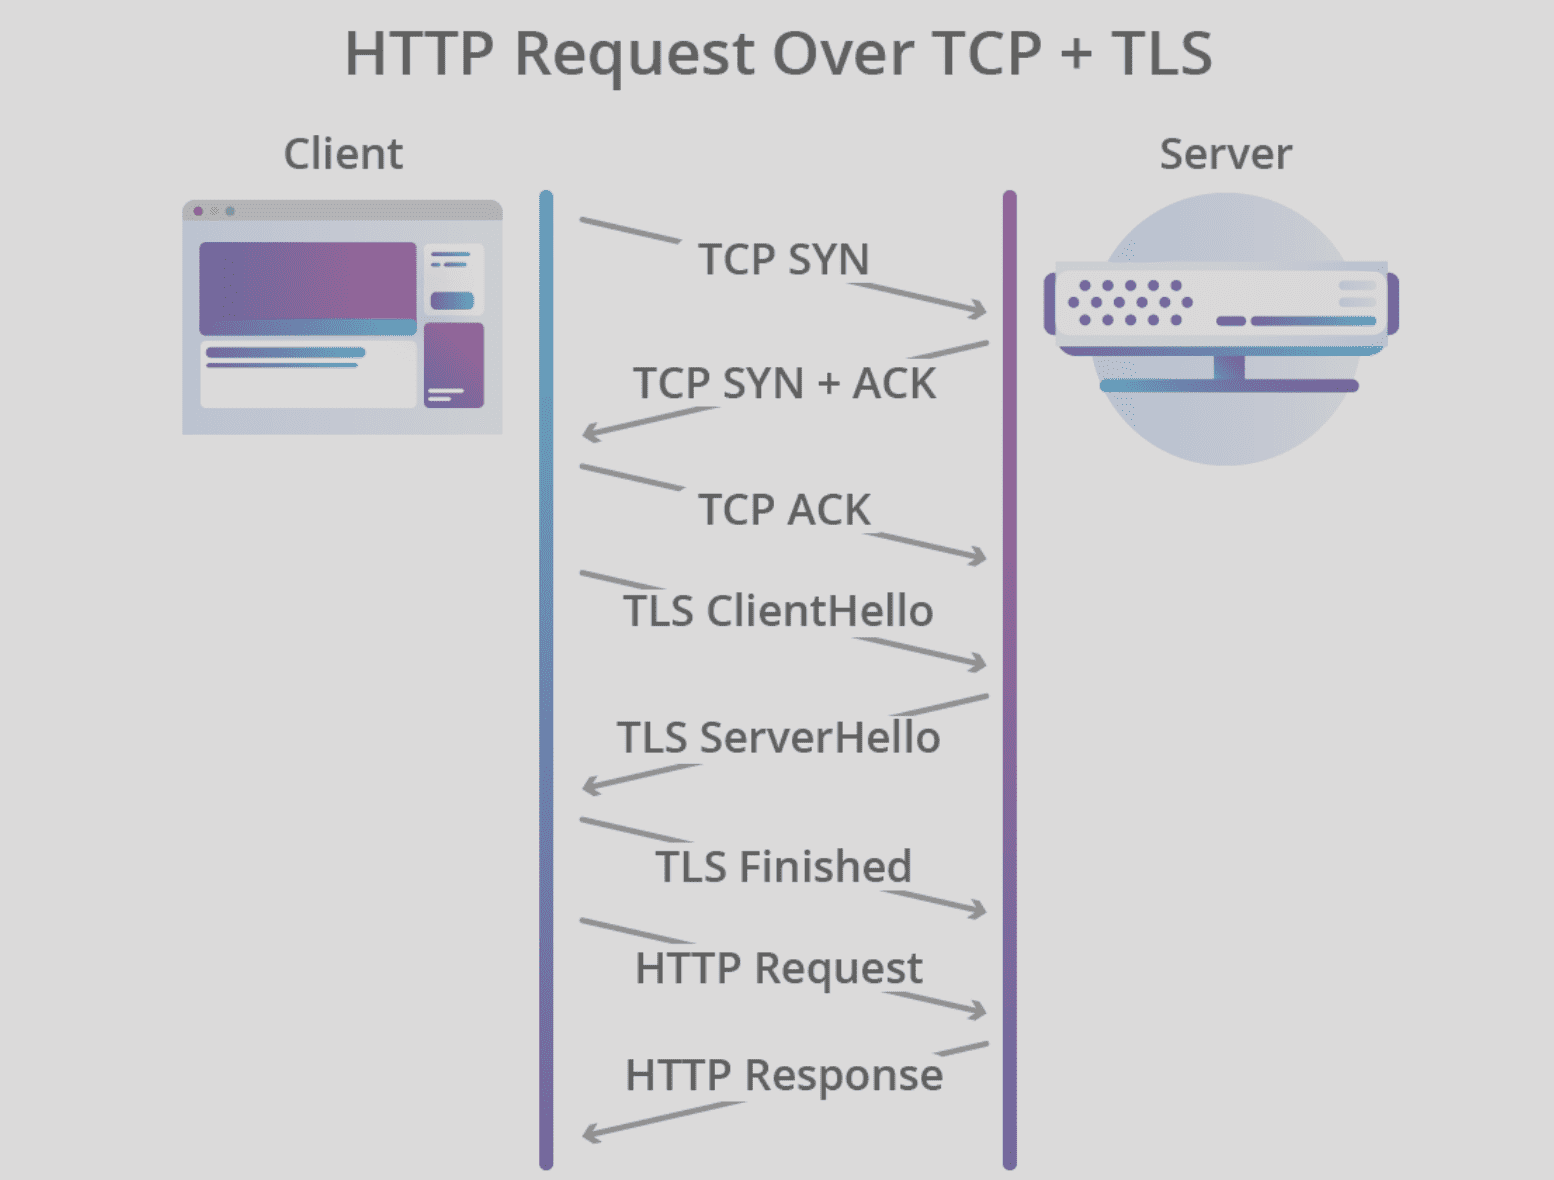 HTTP Request Over TCP + TLS
Client
Server
TCP SYN
TCP SYN + ACK
TCP ACK
TLS ClientHello
TLS ServerHello
TLS Finished
HTTP Request
HTTP Response